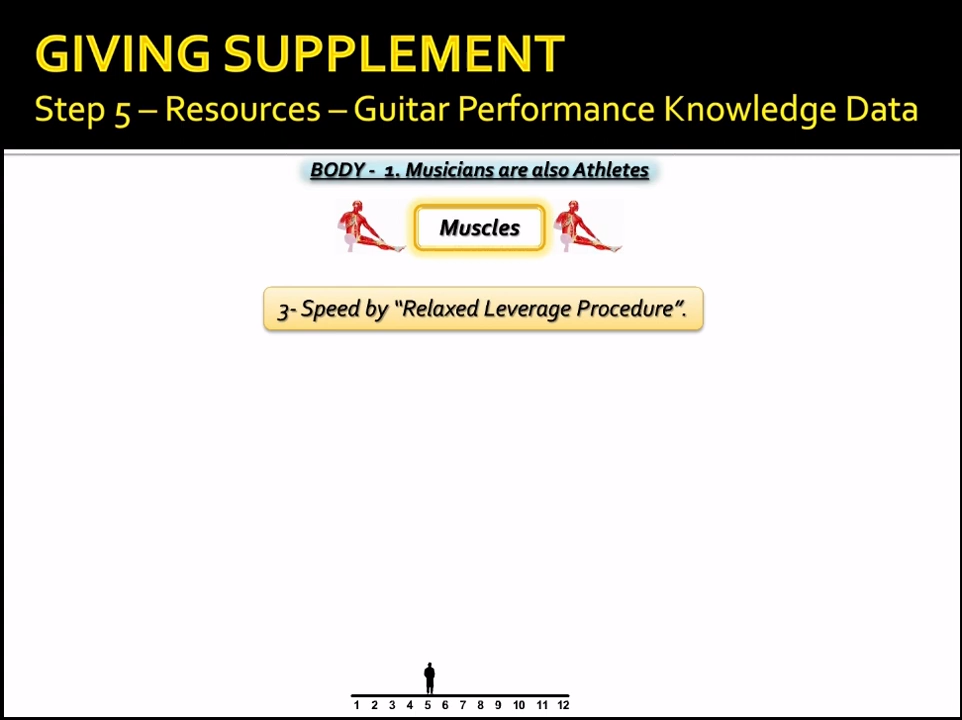 GIVING SUPPLEMENT
Step 5 – Resources – Guitar Performance Knowledge Data
BODY - 1. Musicians are also Athletes
Muscles
3- Speed by “Relaxed Leverage Procedure”.
1 2 3 4 5 6 7 8 9 10 11 12